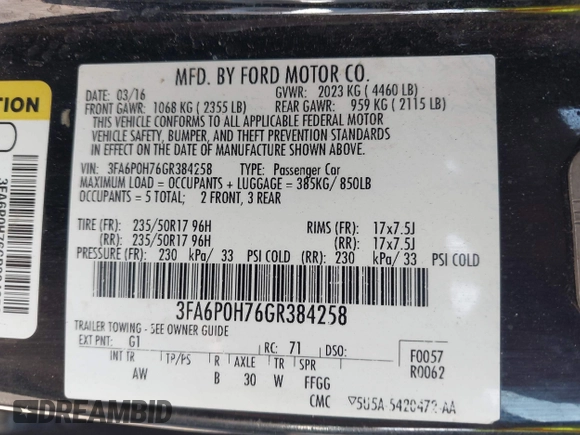 MFD. BY FORD MOTOR CO.
DATE: 03/16 GVWR: 2023 KG ( 4460 LB)
FRONT GAWR: 1068 KG ( 2355 LB) REAR GAWR: 959 KG ( 2115 LB)
THIS VEHICLE CONFORMS TO ALL APPLICABLE FEDERAL MOTOR
VEHICLE SAFETY, BUMPER, AND THEFT PREVENTION STANDARDS
IN EFFECT ON THE DATE OF MANUFACTURE SHOWN ABOVE.
VIN: 3FA6P0H76GR384258 TYPE: Passenger Car
MAXIMUM LOAD = OCCUPANTS + LUGGAGE = 385KG/ 850LB
OCCUPANTS = 5 TOTAL; 2 FRONT, 3 REAR
TIRE (FR): 235/50R17 96H RIMS (FR): 17x7.5J
(RR): 235/50R17 96H (RR): 17x7.5J
PRESSURE (FR): 230 kPa/ 33 PSI COLD (RR): 230 kPa/ 33 PSI COLD
3FA6P0H76GR384258
TRAILER TOWING - SEE OWNER GUIDE
EXT PNT: G1 RC: 71 DSO:
INT TR TP/PS R AXLE TR SPR
AW B 30 W FFGG
F0057
R0062
CMC 5U5A-5420472-AA
DREAMBID